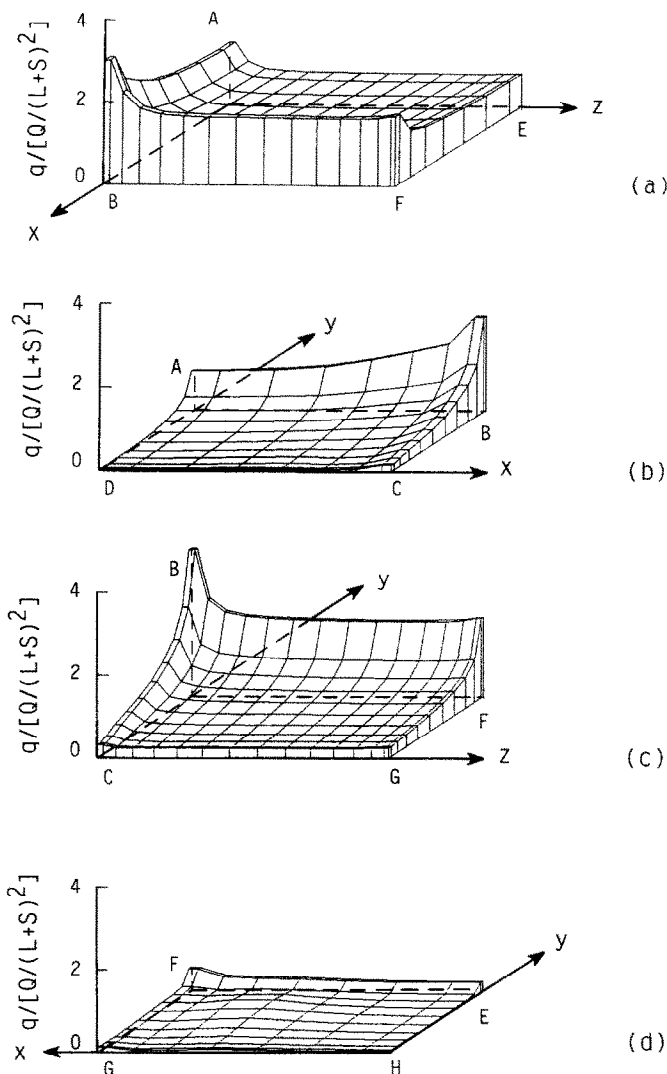 4
2
0
q/[Q/(L+S)²]
A
B
F
E
X
Z
(a)
4
2
0
q/[Q/(L+S)²]
y
A
B
D
C
X
(b)
4
2
0
q/[Q/(L+S)²]
B
y
F
C
G
Z
(c)
4
2
0
q/[Q/(L+S)²]
F
y
E
X
G
H
(d)